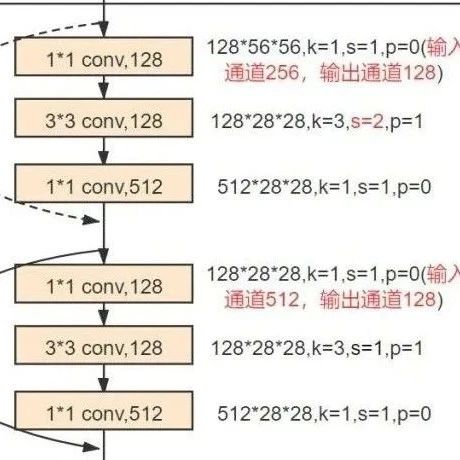 1*1 conv,128
128*56*56,k=1,s=1,p=0(输入
通道256，输出通道128)
3*3 conv,128
128*28*28,k=3,s=2,p=1
1*1 conv,512
512*28*28,k=1,s=1,p=0
1*1 conv,128
128*28*28,k=1,s=1,p=0(输入
通道512，输出通道128)
3*3 conv,128
128*28*28,k=3,s=1,p=1
1*1 conv,512
512*28*28,k=1,s=1,p=0